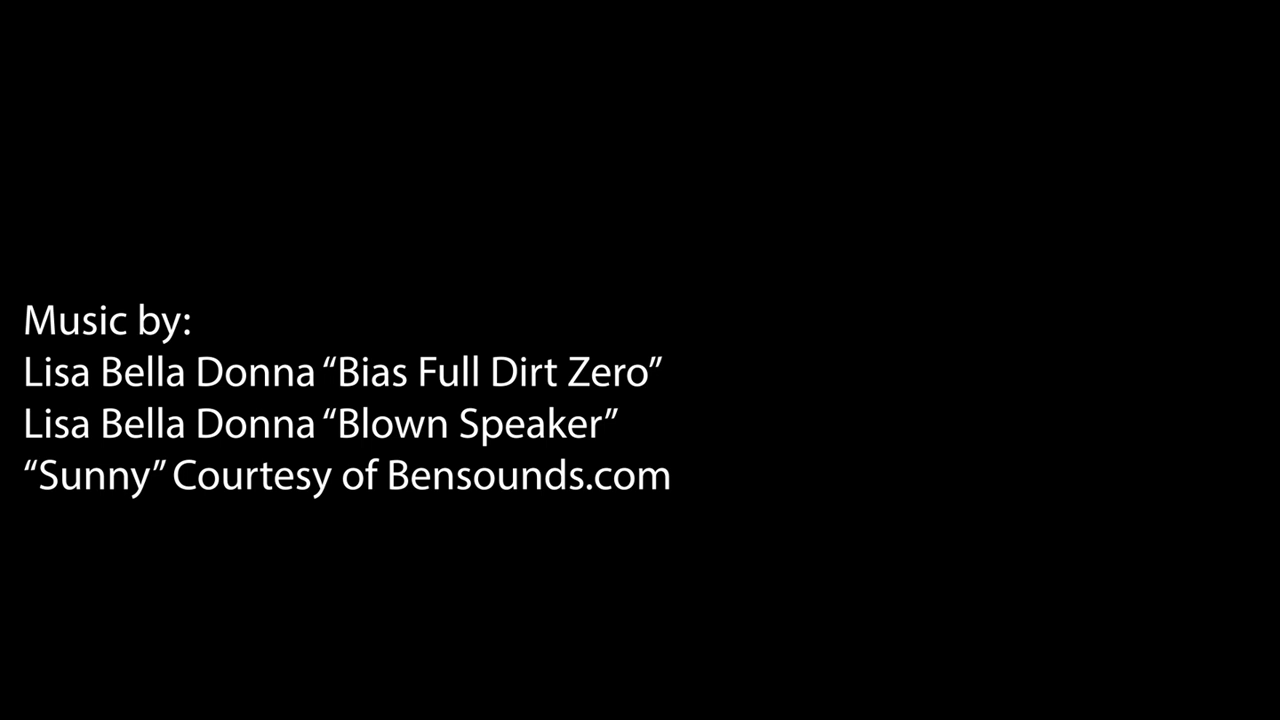 Music by:
Lisa Bella Donna “Bias Full Dirt Zero”
Lisa Bella Donna “Blown Speaker”
“Sunny” Courtesy of Bensounds.com